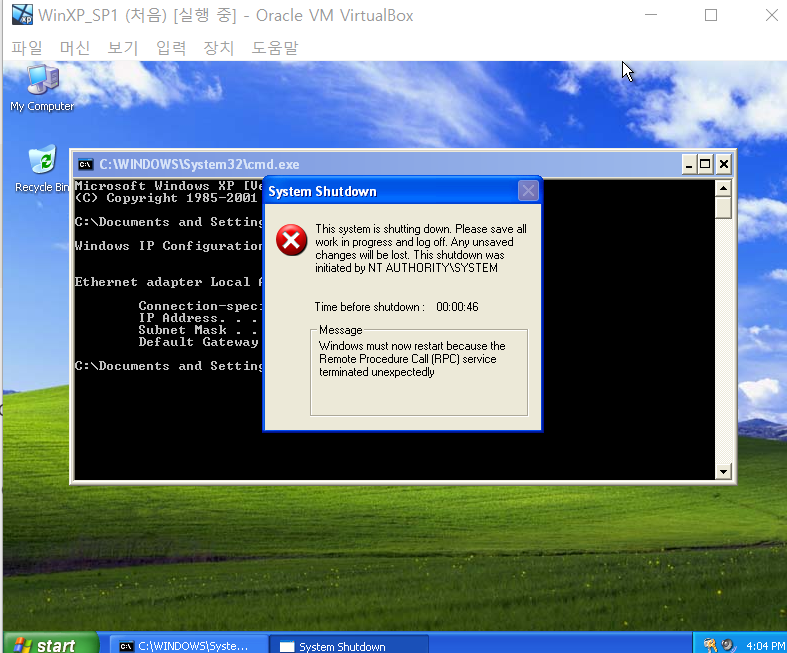 WinXP_SP1 (처음) [실행 중] - Oracle VM VirtualBox
파일 머신 보기 입력 장치 도움말
My Computer
Recycle Bin
C:\WINDOWS\System32\cmd.exe
Microsoft Windows XP [Ve
(C) Copyright 1985-2001
C:\Documents and Setting
Windows IP Configuration
Ethernet adapter Local A
Connection-speci
IP Address. . .
Subnet Mask . .
Default Gateway
C:\Documents and Setting
System Shutdown
This system is shutting down. Please save all
work in progress and log off. Any unsaved
changes will be lost. This shutdown was
initiated by NT AUTHORITY\SYSTEM
Time before shutdown : 00:00:46
Message
Windows must now restart because the
Remote Procedure Call (RPC) service
terminated unexpectedly
start
C:\WINDOWS\Syste...
System Shutdown
4:04 PM